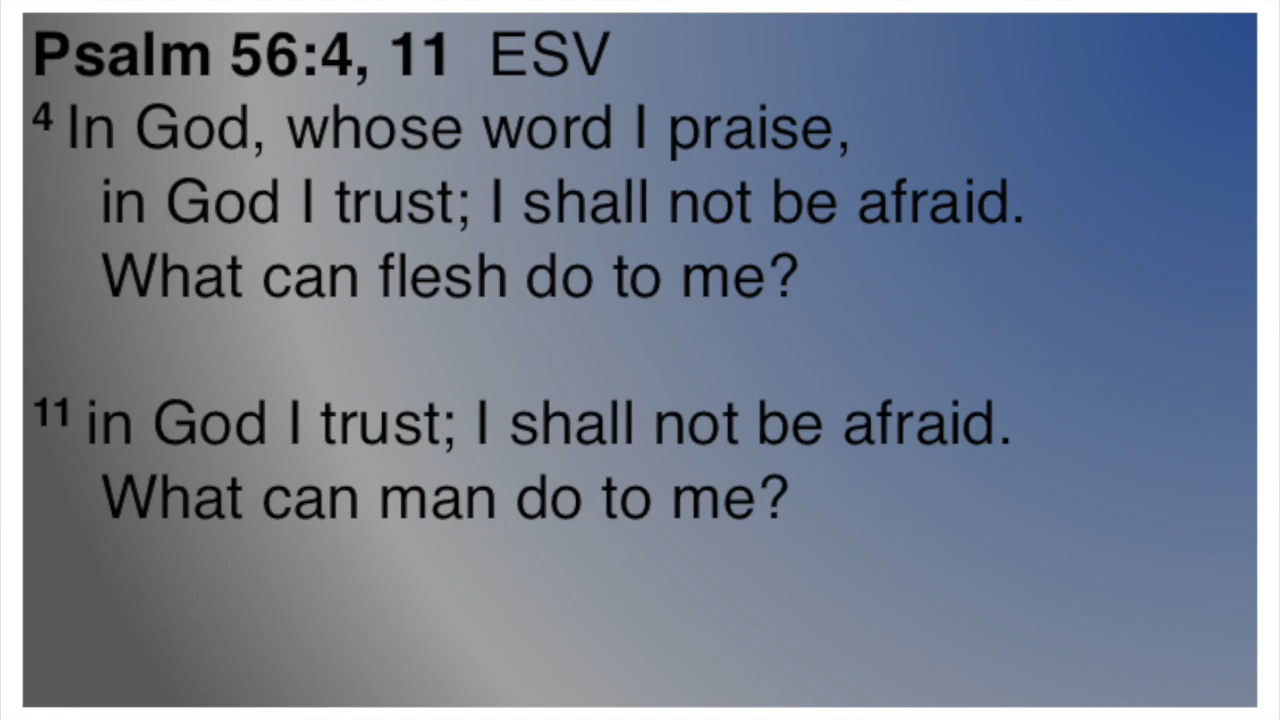 Psalm 56:4, 11 ESV
4 In God, whose word I praise,
in God I trust; I shall not be afraid.
What can flesh do to me?
11 in God I trust; I shall not be afraid.
What can man do to me?